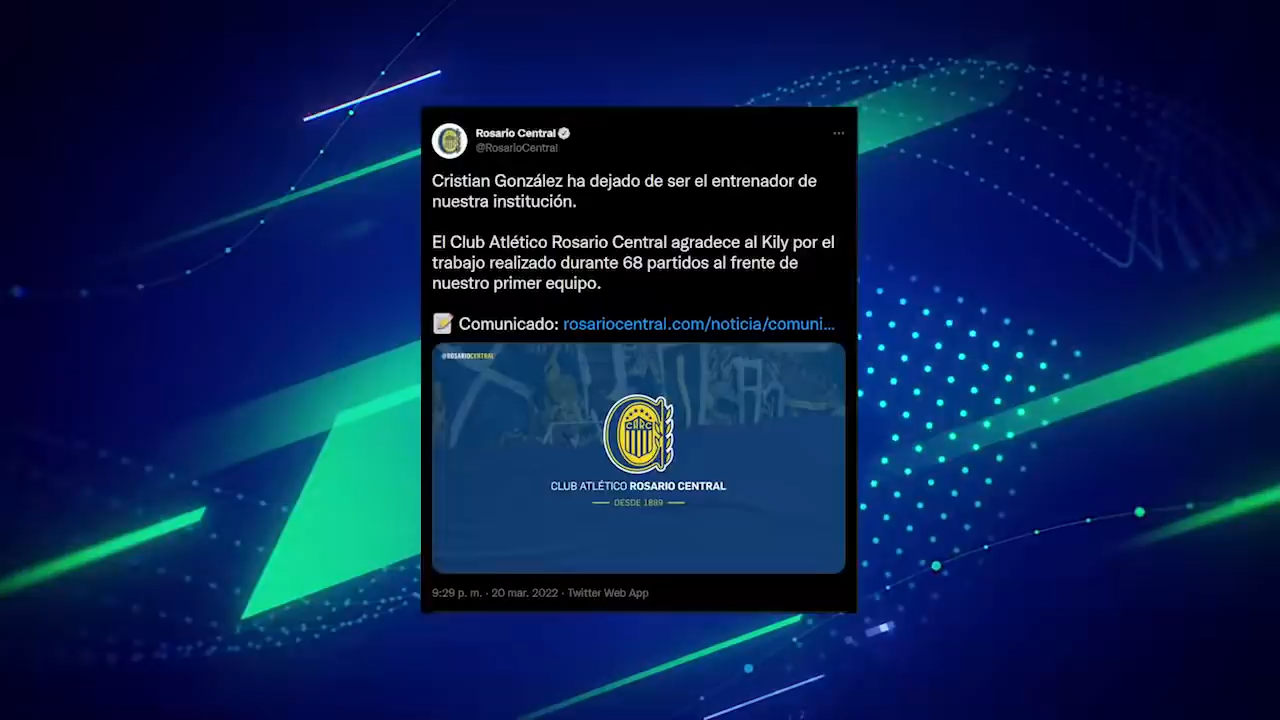 Rosario Central
@RosarioCentral
Cristian González ha dejado de ser el entrenador de
nuestra institución.
El Club Atlético Rosario Central agradece al Kily por el
trabajo realizado durante 68 partidos al frente de
nuestro primer equipo.
Comunicado: rosariocentral.com/noticia/comuni...
@ROSARIOCENTRAL
CARC
CLUB ATLÉTICO ROSARIO CENTRAL
DESDE 1889
9:29 p. m. · 20 mar. 2022 · Twitter Web App